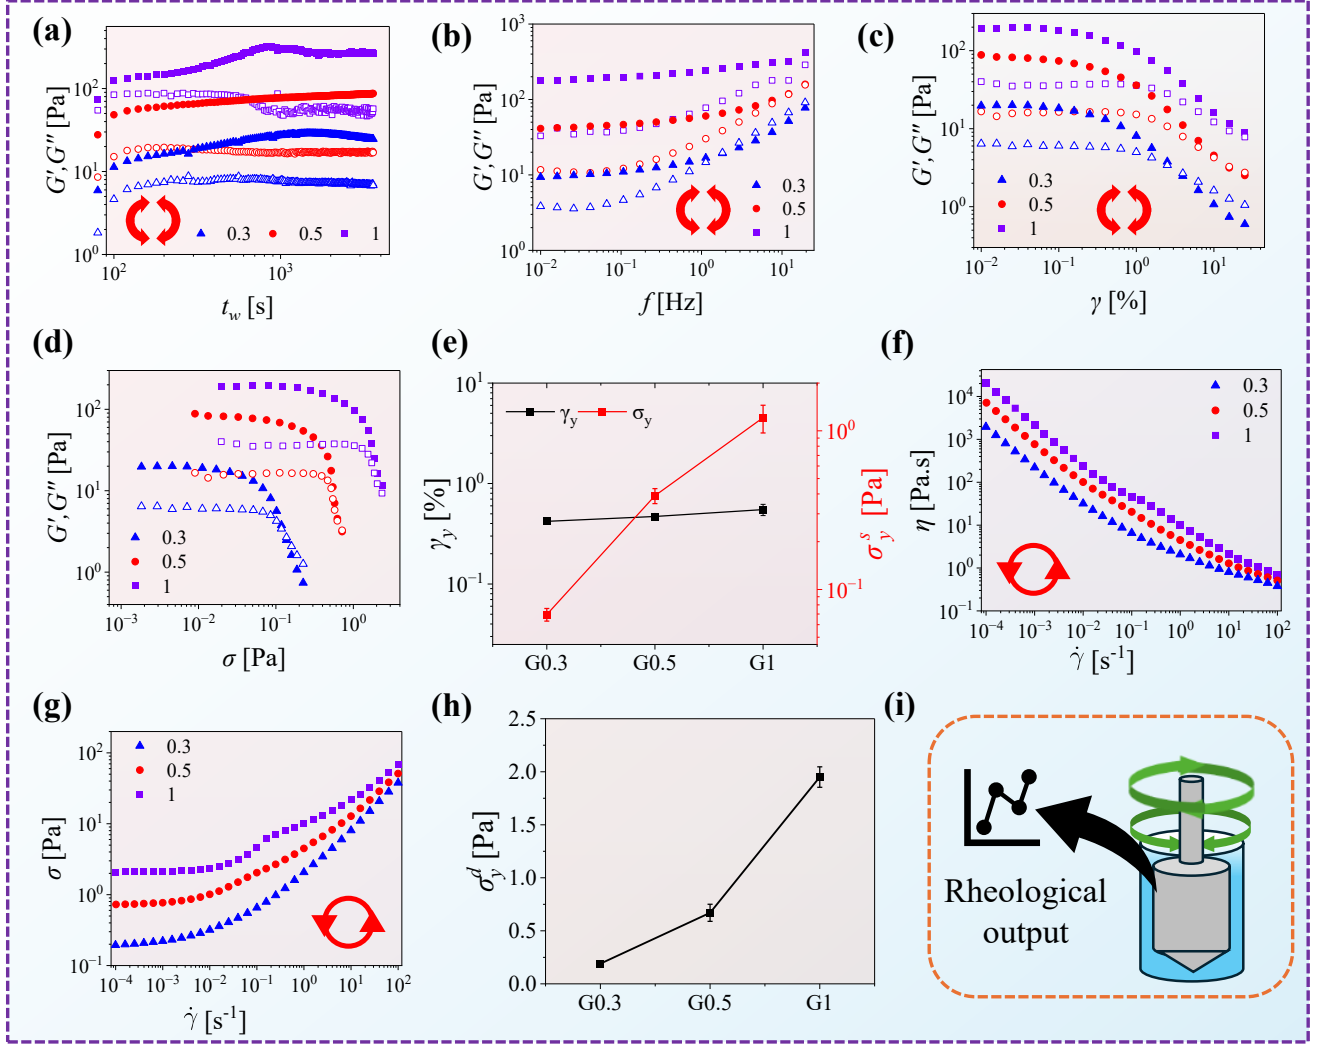 (a)
G′, G″ [Pa]
10³
10²
10¹
10⁰
10²
10³
0.3
0.5
1
t_w [s]
(b)
G′, G″ [Pa]
10³
10²
10¹
10⁰
10⁻²
10⁻¹
10⁰
10¹
0.3
0.5
1
f [Hz]
(c)
G′, G″ [Pa]
10²
10¹
10⁰
10⁻²
10⁻¹
10⁰
10¹
0.3
0.5
1
γ [%]
(d)
G′, G″ [Pa]
10²
10¹
10⁰
10⁻³
10⁻²
10⁻¹
10⁰
0.3
0.5
1
σ [Pa]
(e)
γ_y [%]
10¹
10⁰
10⁻¹
γ_y
σ_y
10⁰
10⁻¹
σ_y^s [Pa]
G0.3
G0.5
G1
(f)
η [Pa.s]
10⁴
10³
10²
10¹
10⁰
10⁻¹
10⁻⁴
10⁻³
10⁻²
10⁻¹
10⁰
10¹
10²
0.3
0.5
1
γ̇ [s⁻¹]
(g)
σ [Pa]
10²
10¹
10⁰
10⁻¹
10⁻⁴
10⁻³
10⁻²
10⁻¹
10⁰
10¹
10²
0.3
0.5
1
γ̇ [s⁻¹]
(h)
σ_y^d [Pa]
2.5
2.0
1.5
1.0
0.5
0.0
G0.3
G0.5
G1
(i)
Rheological
output